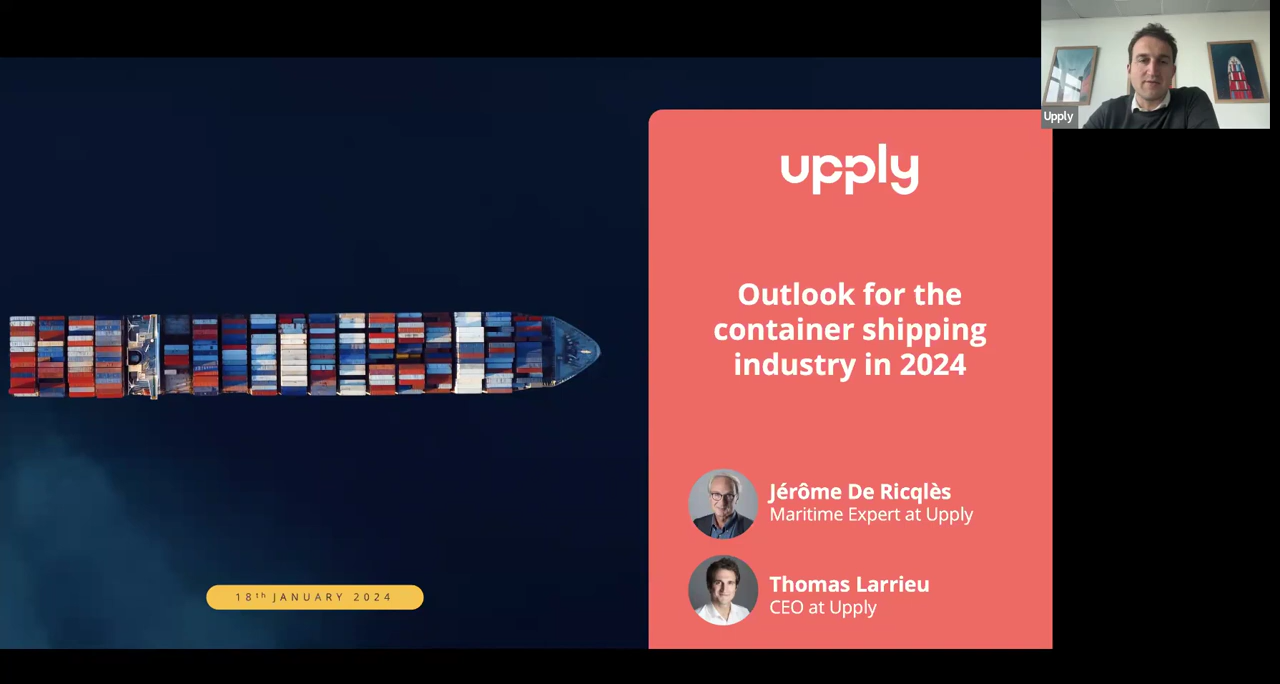 Upply
upply
Outlook for the
container shipping
industry in 2024
Jérôme De Ricqlès
Maritime Expert at Upply
Thomas Larrieu
CEO at Upply
18th JANUARY 2024